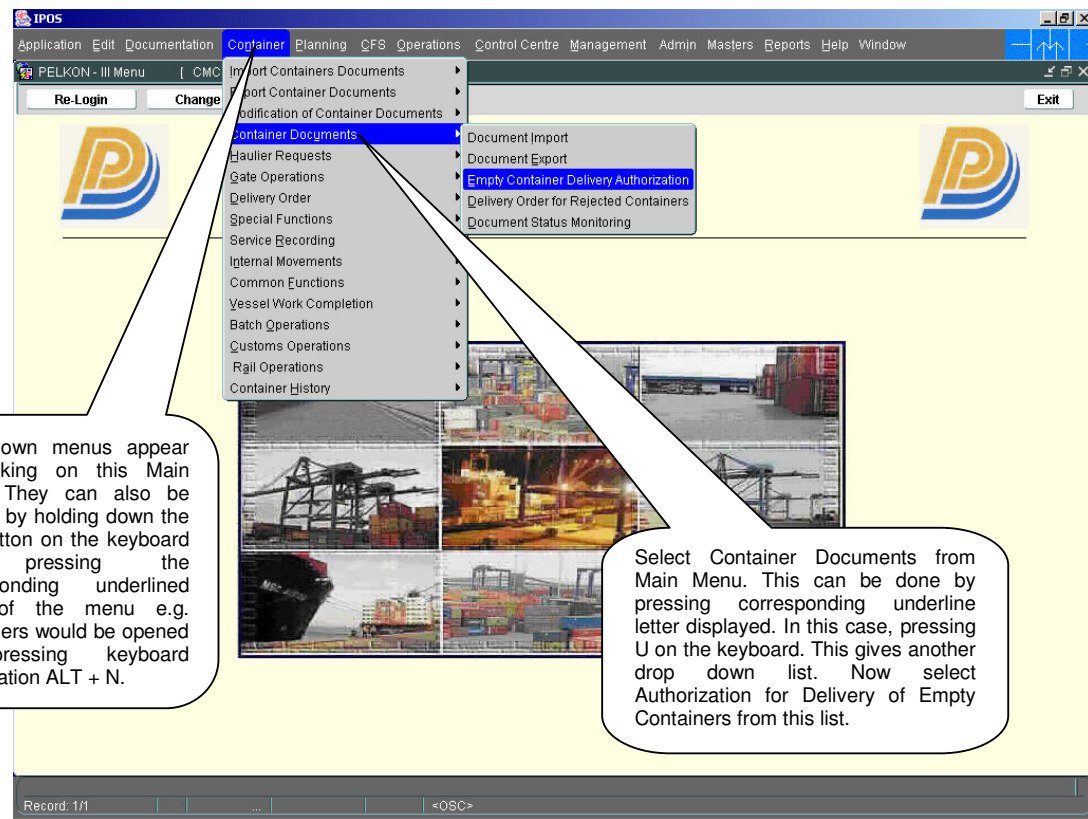 IPOS
Application Edit Documentation Container Planning CFS Operations Control Centre Management Admin Masters Reports Help Window
PELKON - III Menu [ CMC
Re-Login Change Exit
Import Containers Documents
Export Container Documents
Modification of Container Documents
Container Documents
Haulier Requests
Gate Operations
Delivery Order
Special Functions
Service Recording
Internal Movements
Common Functions
Vessel Work Completion
Batch Operations
Customs Operations
Rail Operations
Container History
Document Import
Document Export
Empty Container Delivery Authorization
Delivery Order for Rejected Containers
Document Status Monitoring
own menus appear
king on this Main
They can also be
by holding down the
tton on the keyboard
pressing the
onding underlined
of the menu e.g.
ers would be opened
pressing keyboard
ation ALT + N.
Select Container Documents from
Main Menu. This can be done by
pressing corresponding underline
letter displayed. In this case, pressing
U on the keyboard. This gives another
drop down list. Now select
Authorization for Delivery of Empty
Containers from this list.
Record: 1/1 ... <OSC>